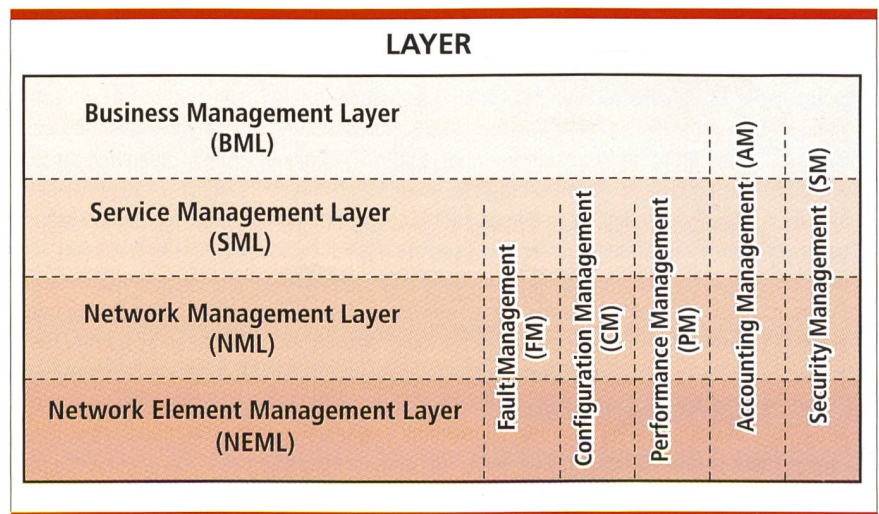 LAYER
Business Management Layer
(BML)
Service Management Layer
(SML)
Network Management Layer
(NML)
Network Element Management Layer
(NEML)
Fault Management
(FM)
Configuration Management
(CM)
Performance Management
(PM)
Accounting Management (AM)
Security Management (SM)